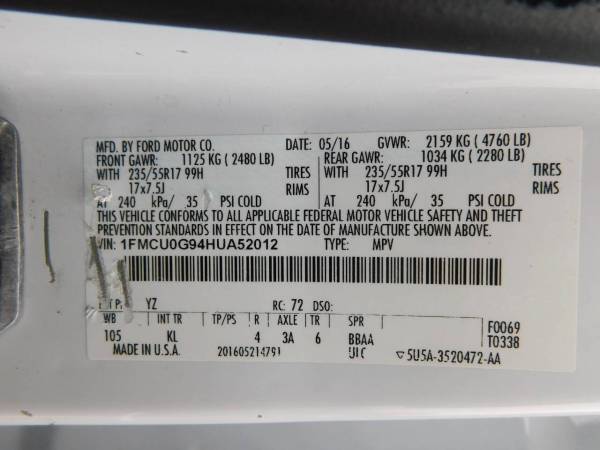 MFD. BY FORD MOTOR CO. DATE: 05/16 GVWR: 2159 KG ( 4760 LB)
FRONT GAWR: 1125 KG ( 2480 LB) REAR GAWR: 1034 KG ( 2280 LB)
WITH 235/55R17 99H TIRES WITH 235/55R17 99H TIRES
17x7.5J RIMS 17x7.5J RIMS
AT 240 kPa/ 35 PSI COLD AT 240 kPa/ 35 PSI COLD
THIS VEHICLE CONFORMS TO ALL APPLICABLE FEDERAL MOTOR VEHICLE SAFETY AND THEFT
PREVENTION STANDARDS IN EFFECT ON THE DATE OF MANUFACTURE SHOWN ABOVE.
VIN: 1FMCU0G94HUA52012 TYPE: MPV
YZ RC: 72 DSO:
WB INT TR TP/PS R AXLE TR SPR F0069
105 KL 4 3A 6 BBAA T0338
MADE IN U.S.A. 201605214791 5U5A-3520472-AA